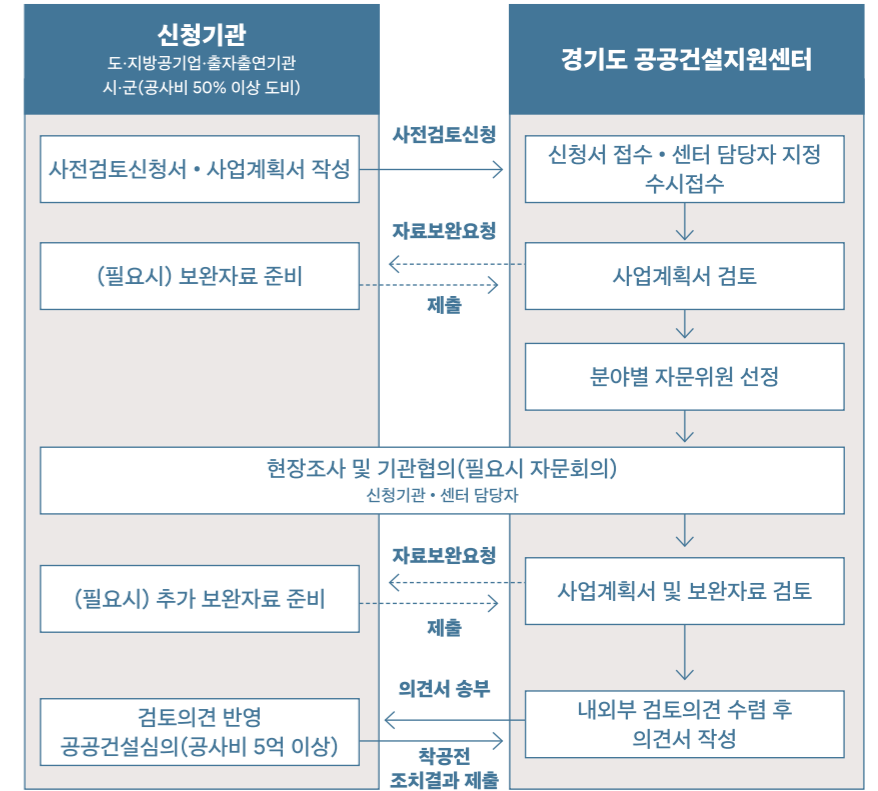 신청기관
도·지방공기업·출자출연기관
시·군(공사비 50% 이상 도비)
경기도 공공건설지원센터
사전검토신청
사전검토신청서 • 사업계획서 작성
신청서 접수 • 센터 담당자 지정
수시접수
자료보완요청
(필요시) 보완자료 준비
사업계획서 검토
제출
분야별 자문위원 선정
현장조사 및 기관협의(필요시 자문회의)
신청기관 • 센터 담당자
자료보완요청
(필요시) 추가 보완자료 준비
사업계획서 및 보완자료 검토
제출
의견서 송부
검토의견 반영
공공건설심의(공사비 5억 이상)
내외부 검토의견 수렴 후
의견서 작성
착공전
조치결과 제출